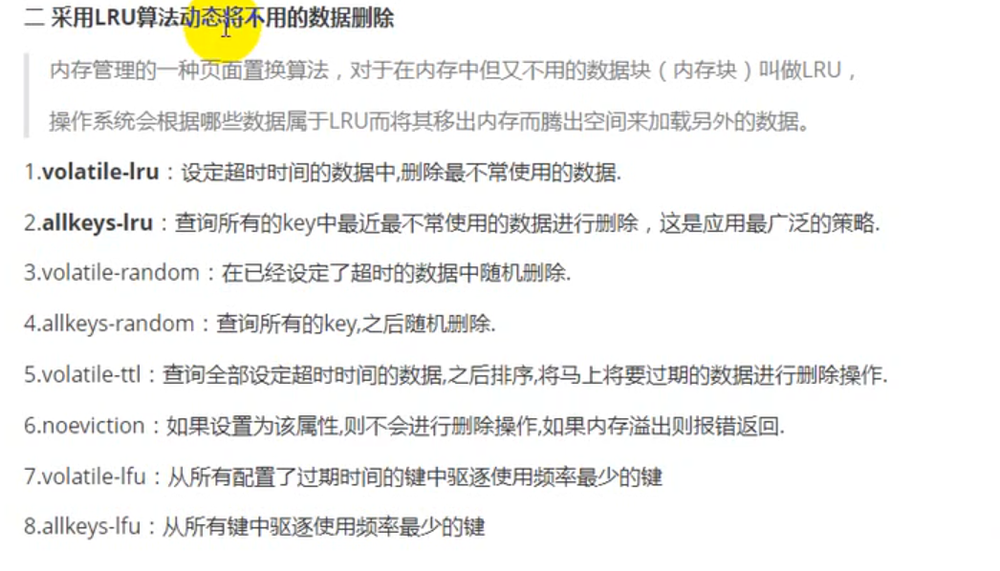 二 采用LRU算法动态将不用的数据删除
内存管理的一种页面置换算法，对于在内存中但又不用的数据块（内存块）叫做LRU，
操作系统会根据哪些数据属于LRU而将其移出内存而腾出空间来加载另外的数据。
1.volatile-lru：设定超时时间的数据中,删除最不常使用的数据.
2.allkeys-lru：查询所有的key中最近最不常使用的数据进行删除，这是应用最广泛的策略.
3.volatile-random：在已经设定了超时的数据中随机删除.
4.allkeys-random：查询所有的key,之后随机删除.
5.volatile-ttl：查询全部设定超时时间的数据,之后排序,将马上将要过期的数据进行删除操作.
6.noeviction：如果设置为该属性,则不会进行删除操作,如果内存溢出则报错返回.
7.volatile-lfu：从所有配置了过期时间的键中驱逐使用频率最少的键
8.allkeys-lfu：从所有键中驱逐使用频率最少的键